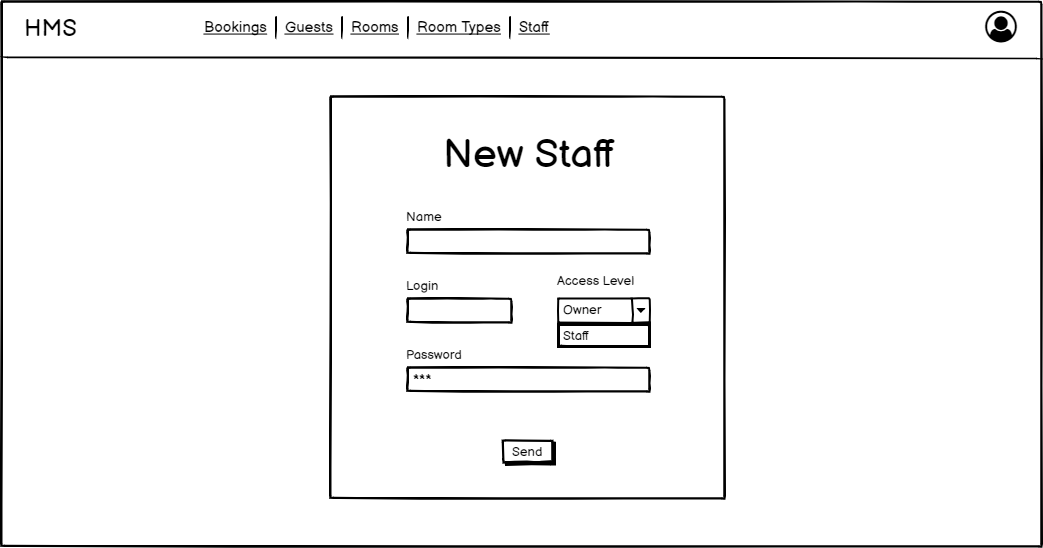 HMS Bookings Guests Rooms Room Types Staff
New Staff
Name
Login
Access Level
Owner
Staff
Password
***
Send